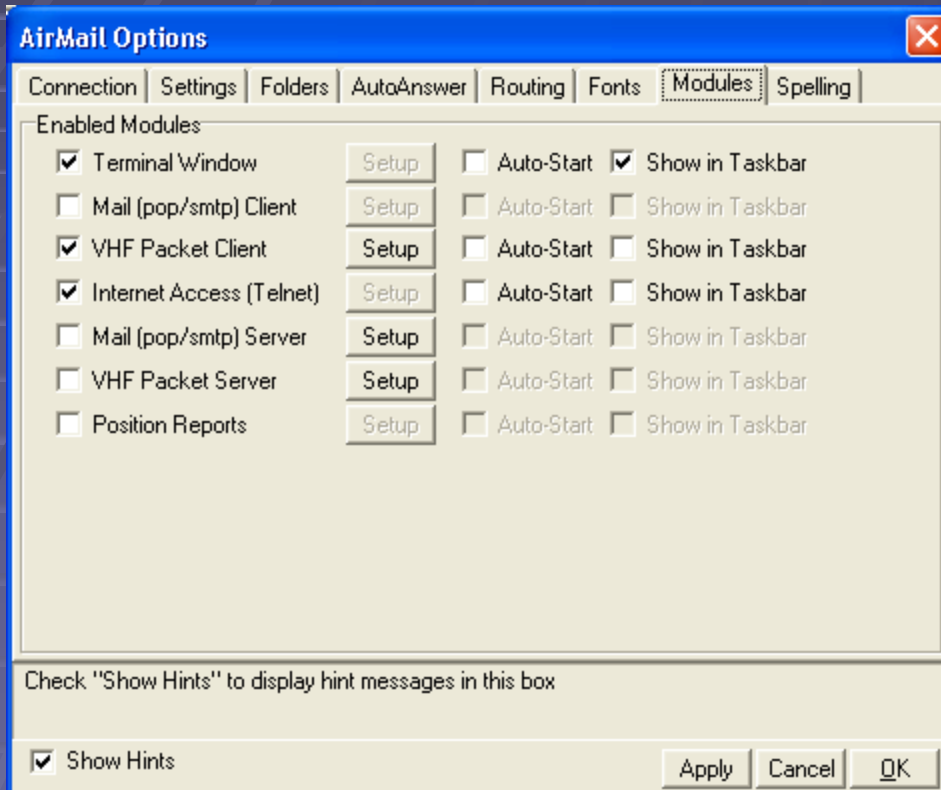 AirMail Options
Connection Settings Folders AutoAnswer Routing Fonts Modules Spelling
Enabled Modules
Terminal Window Setup Auto-Start Show in Taskbar
Mail (pop/smtp) Client Setup Auto-Start Show in Taskbar
VHF Packet Client Setup Auto-Start Show in Taskbar
Internet Access (Telnet) Setup Auto-Start Show in Taskbar
Mail (pop/smtp) Server Setup Auto-Start Show in Taskbar
VHF Packet Server Setup Auto-Start Show in Taskbar
Position Reports Setup Auto-Start Show in Taskbar
Check "Show Hints" to display hint messages in this box
Show Hints Apply Cancel OK